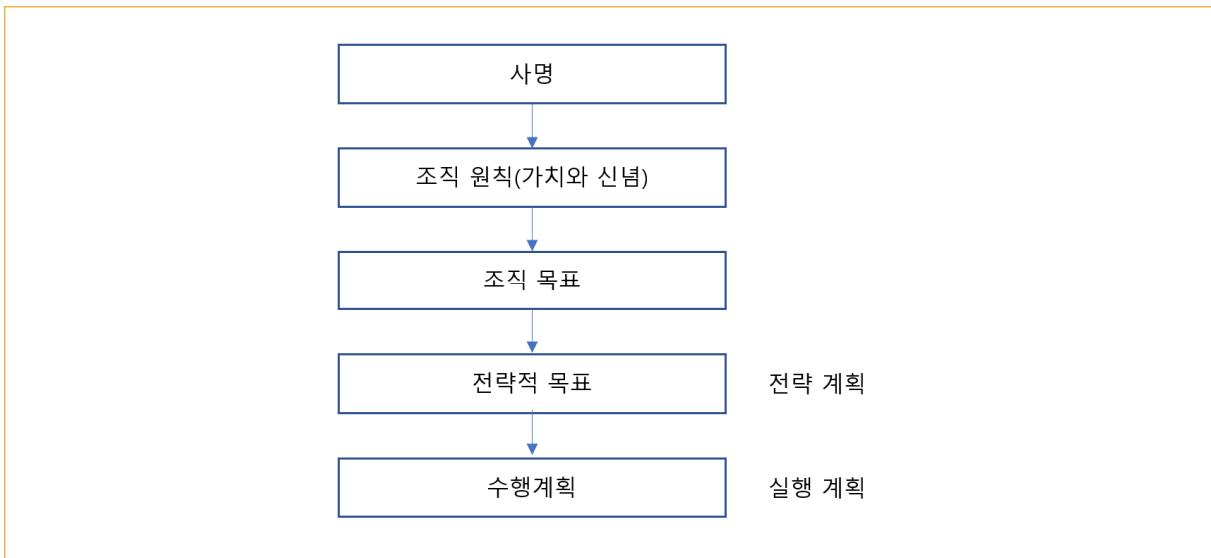 사명
조직 원칙(가치와 신념)
조직 목표
전략적 목표 전략 계획
수행계획 실행 계획